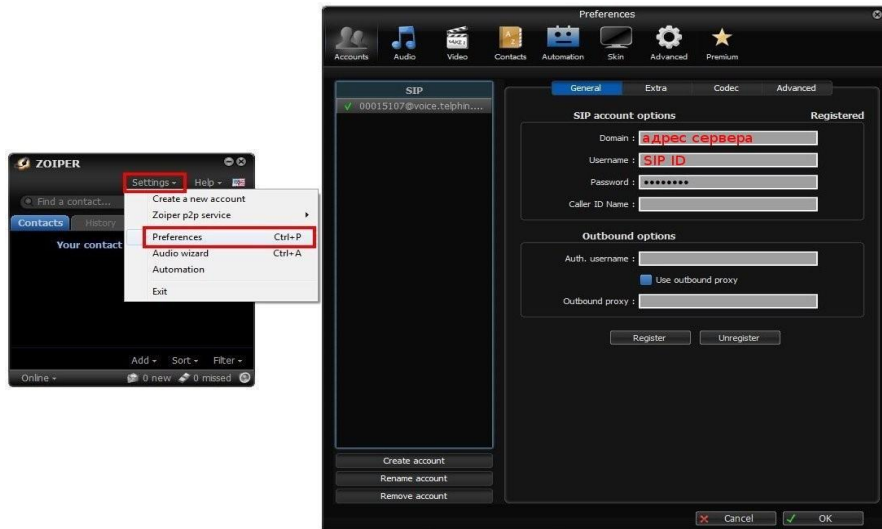 ZOIPER
Settings
Help
Find a contact...
Contacts
History
Your contact
Create a new account
Zoiper p2p service
Preferences Ctrl+P
Audio wizard Ctrl+A
Automation
Exit
Add Sort Filter
Online 0 new 0 missed
Preferences
Accounts Audio Video Contacts Automation Skin Advanced Premium
SIP
00015107@voice.telphin....
Create account
Rename account
Remove account
General Extra Codec Advanced
SIP account options Registered
Domain : адрес сервера
Username : SIP ID
Password : ••••••••
Caller ID Name :
Outbound options
Auth. username :
Use outbound proxy
Outbound proxy :
Register Unregister
Cancel OK